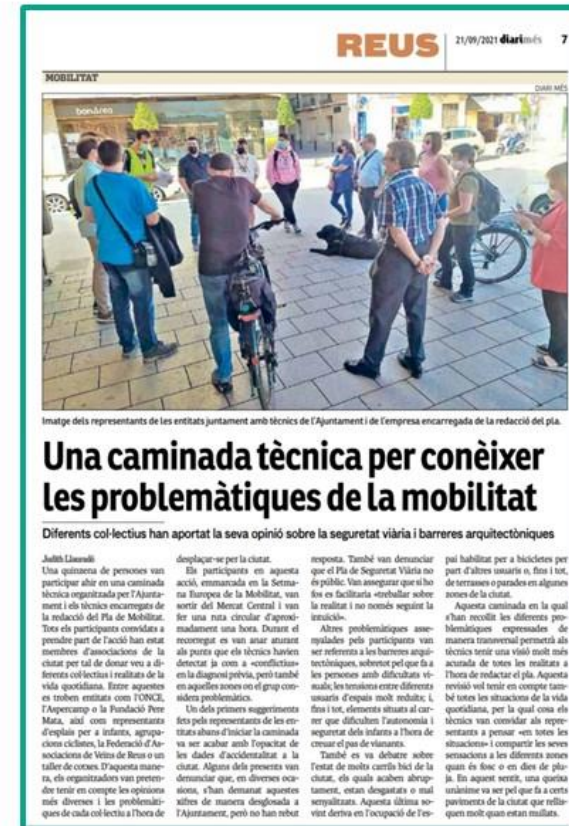 REUS
21/09/2021 diarimés 7
MOBILITAT
DIARI MÉS
bonÀrea
Imatge dels representants de les entitats juntament amb tècnics de l'Ajuntament i de l'empresa encarregada de la redacció del pla.
Una caminada tècnica per conèixer
les problemàtiques de la mobilitat
Diferents col·lectius han aportat la seva opinió sobre la seguretat viària i barreres arquitectòniques
Judith Llauradó
Una quinzena de persones van
participar ahir en una caminada
tècnica organitzada per l'Ajunta-
ment i els tècnics encarregats de
la redacció del Pla de Mobilitat.
Tots els participants convidats a
prendre part de l'acció han estat
membres d'associacions de la
ciutat per tal de donar veu a di-
ferents col·lectius i realitats de la
vida quotidiana. Entre aquestes
es troben entitats com l'ONCE,
l'Aspercamp o la Fundació Pere
Mata, així com representants
d'esplais per a infants, agrupa-
cions ciclistes, la Federació d'As-
sociacions de Veïns de Reus o un
taller de cotxes. D'aquesta mane-
ra, els organitzadors van preten-
dre tenir en compte les opinions
més diverses i les problemàti-
ques de cada col·lectiu a l'hora de
desplaçar-se per la ciutat.
Els participants en aquesta
acció, emmarcada en la Setma-
na Europea de la Mobilitat, van
sortir del Mercat Central i van
fer una ruta circular d'aproxi-
madament una hora. Durant el
recorregut es van anar aturant
als punts que els tècnics havien
detectat ja com a «conflictius»
en la diagnosi prèvia, però també
en aquelles zones on el grup con-
sidera problemàtic.
Un dels primers suggeriments
fets pels representants de les en-
titats abans d'iniciar la caminada
va ser acabar amb l'opacitat de
les dades d'accidentalitat a la
ciutat. Alguns dels presents van
denunciar que, en diverses oca-
sions, s'han demanat aquestes
xifres de manera desglosada a
l'Ajuntament, però no han rebut
resposta. També van denunciar
que el Pla de Seguretat Viària no
és públic. Van assegurar que si ho
fos es facilitaria «treballar sobre
la realitat i no només seguint la
intuïció».
Altres problemàtiques asse-
nyalades pels participants van
ser referents a les barreres arqui-
tectòniques, sobretot pel que fa a
les persones amb dificultats vi-
suals; les tensions entre diferents
usuaris d'espais molt reduïts; i,
fins i tot, elements situats al car-
rer que dificulten l'autonomia i
seguretat dels infants a l'hora de
creuar el pas de vianants.
També es va debatre sobre
l'estat de molts carrils bici de la
ciutat, els quals acaben abrup-
tament, estan desgastats o mal
senyalitzats. Aquesta última so-
vint deriva en l'ocupació de l'es-
pai habilitat per a bicicletes per
part d'altres usuaris o, fins i tot,
de terrasses o parades en algunes
zones de la ciutat.
Aquesta caminada en la qual
s'han recollit les diferents pro-
blemàtiques expressades de
manera transversal permetrà als
tècnics tenir una visió molt més
acurada de totes les realitats a
l'hora de redactar el pla. Aquesta
revisió vol tenir en compte tam-
bé totes les situacions de la vida
quotidiana, per la qual cosa els
tècnics van convidar als repre-
sentants a pensar «en totes les
situacions» i compartir les seves
sensacions a les diferents zones
quan és fosc o en dies de plu-
ja. En aquest sentit, una queixa
unànime va ser pel que fa a certs
paviments de la ciutat que rellis-
quen molt quan estan mullats.